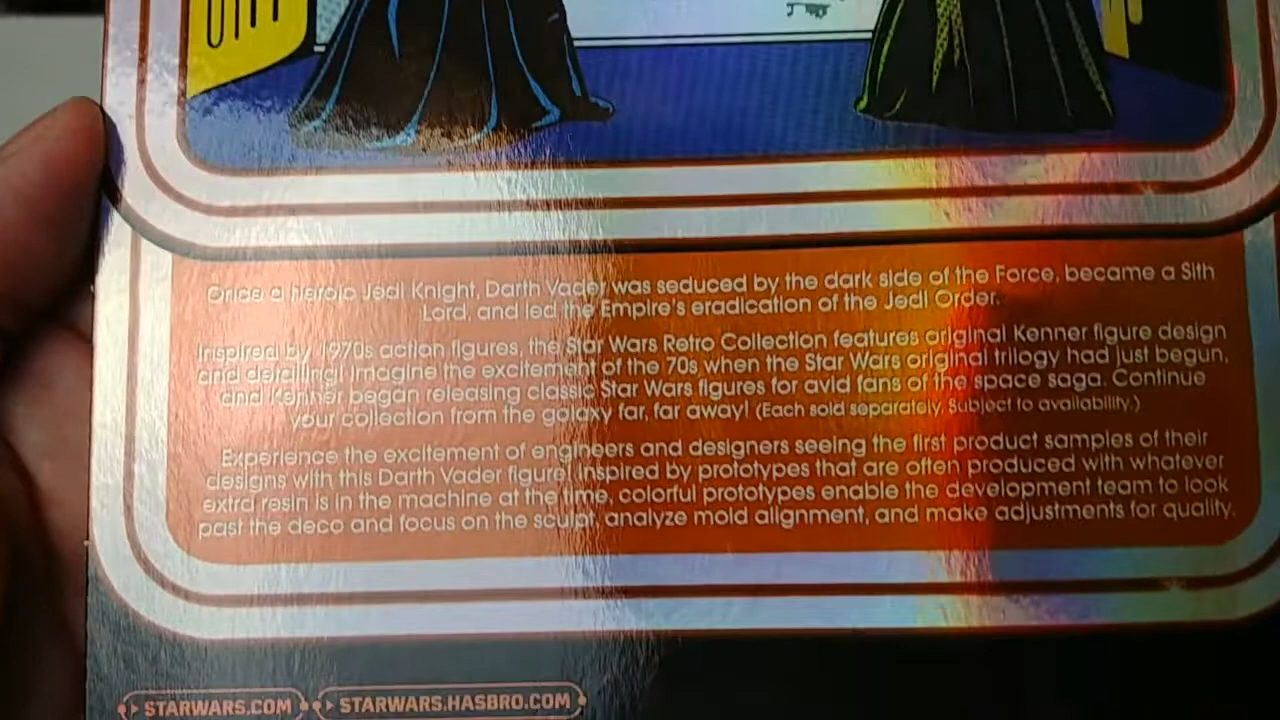 Once a heroic Jedi Knight, Darth Vader was seduced by the dark side of the Force, became a Sith
Lord, and led the Empire's eradication of the Jedi Order.
Inspired by 1970s action figures, the Star Wars Retro Collection features original Kenner figure design
and detailing! Imagine the excitement of the 70s when the Star Wars original trilogy had just begun,
and Kenner began releasing classic Star Wars figures for avid fans of the space saga. Continue
your collection from the galaxy far, far away! (Each sold separately. Subject to availability.)
Experience the excitement of engineers and designers seeing the first product samples of their
designs with this Darth Vader figure! Inspired by prototypes that are often produced with whatever
extra resin is in the machine at the time, colorful prototypes enable the development team to look
past the deco and focus on the sculpt, analyze mold alignment, and make adjustments for quality.
STARWARS.COM STARWARS.HASBRO.COM